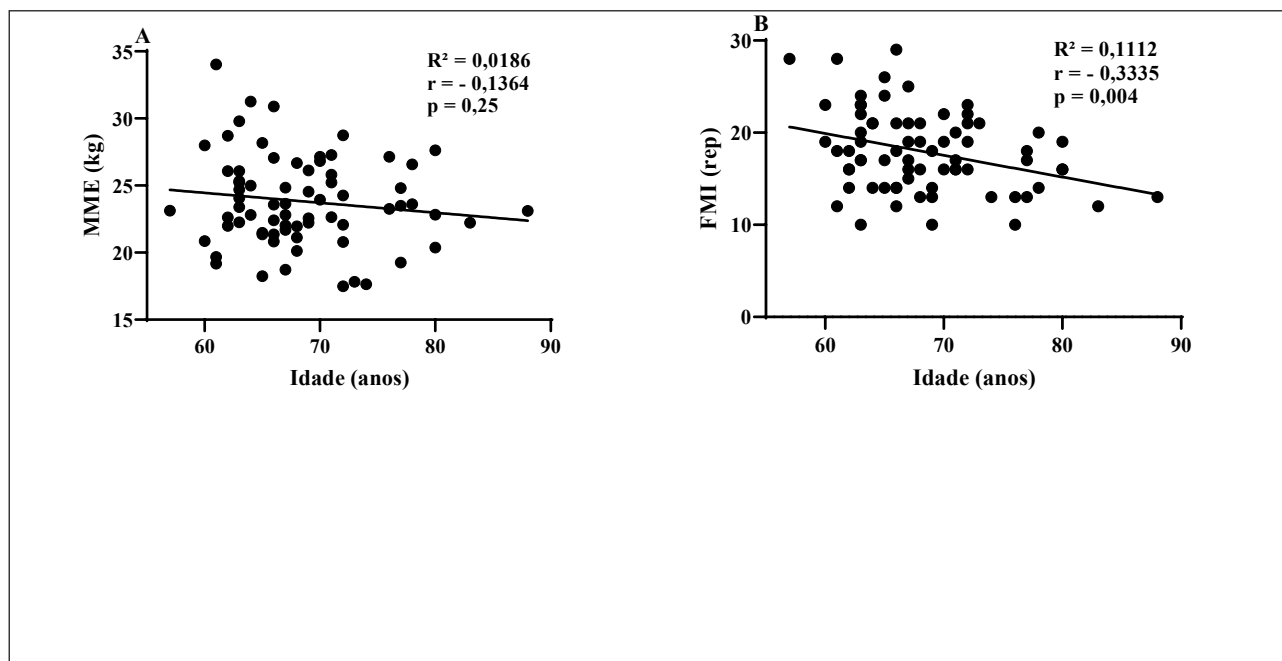 A
R² = 0,0186
r = - 0,1364
p = 0,25
35
30
25
20
15
MME (kg)
60 70 80 90
Idade (anos)
B
R² = 0,1112
r = - 0,3335
p = 0,004
30
20
10
0
FMI (rep)
60 70 80 90
Idade (anos)